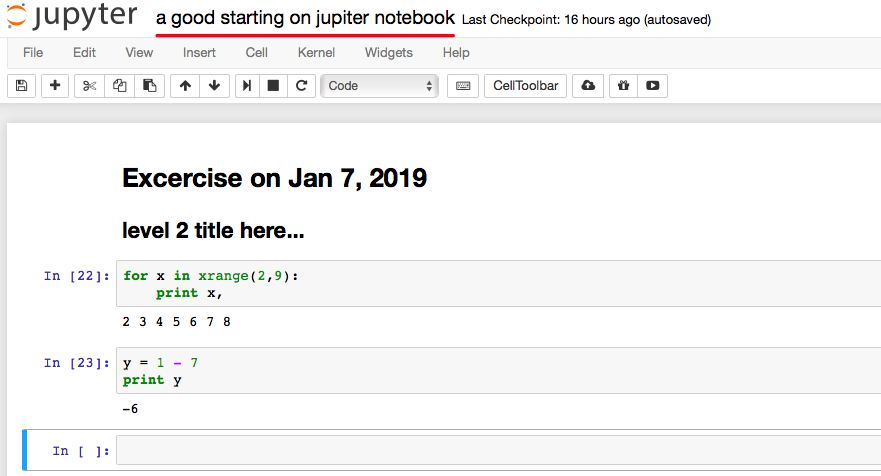 jupyter a good starting on jupiter notebook Last Checkpoint: 16 hours ago (autosaved)
File Edit View Insert Cell Kernel Widgets Help
Code CellToolbar
Excercise on Jan 7, 2019
level 2 title here...
In [22]: for x in xrange(2,9):
print x,
2 3 4 5 6 7 8
In [23]: y = 1 - 7
print y
-6
In [ ]: